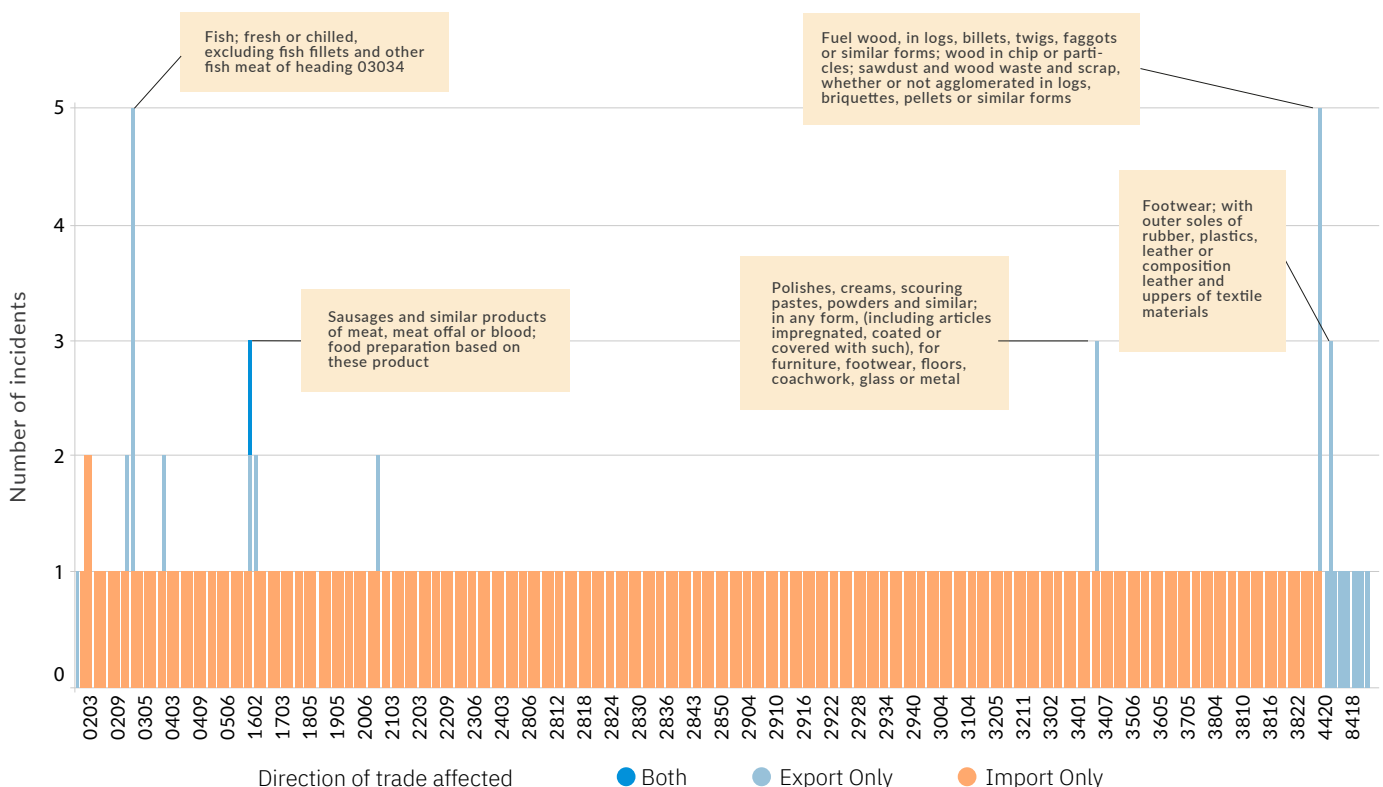 Fish; fresh or chilled,
excluding fish fillets and other
fish meat of heading 03034
Fuel wood, in logs, billets, twigs, faggots
or similar forms; wood in chip or parti-
cles; sawdust and wood waste and scrap,
whether or not agglomerated in logs,
briquettes, pellets or similar forms
Footwear; with
outer soles of
rubber, plastics,
leather or
composition
leather and
uppers of textile
materials
Sausages and similar products
of meat, meat offal or blood;
food preparation based on
these product
Polishes, creams, scouring
pastes, powders and similar;
in any form, (including articles
impregnated, coated or
covered with such), for
furniture, footwear, floors,
coachwork, glass or metal
Number of incidents
5
4
3
2
1
0
0203
0209
0305
0403
0409
0506
1602
1703
1805
1905
2006
2103
2203
2209
2306
2403
2806
2812
2818
2824
2830
2836
2843
2850
2904
2910
2916
2922
2928
2934
2940
3004
3104
3205
3211
3302
3401
3407
3506
3605
3705
3804
3810
3816
3822
4420
8418
Direction of trade affected
Both
Export Only
Import Only